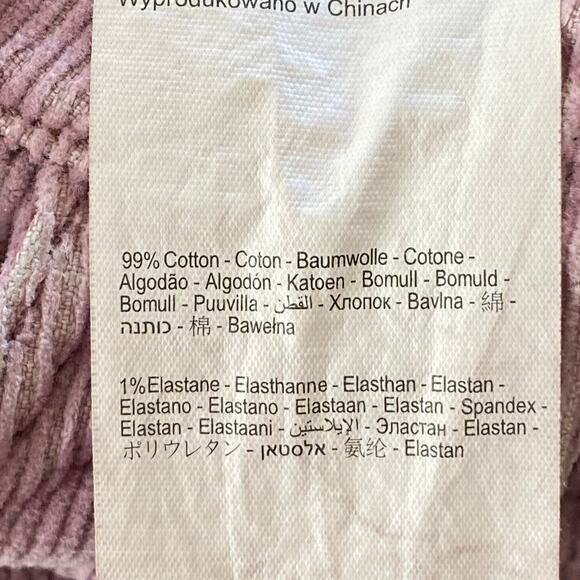 Wyprodukowano w Chinach
99% Cotton - Coton - Baumwolle - Cotone -
Algodão - Algodón - Katoen - Bomull - Bomuld -
Bomull - Puuvilla - القطن - Хлопок - Bavlna - 綿 -
כותנה - 棉 - Bawełna
1%Elastane - Elasthanne - Elasthan - Elastan -
Elastano - Elastano - Elastaan - Elastan - Spandex -
Elastan - Elastaani - الإيلاستين - Эластан - Elastan -
ポリウレタン - אלסטאן - 氨纶 - Elastan